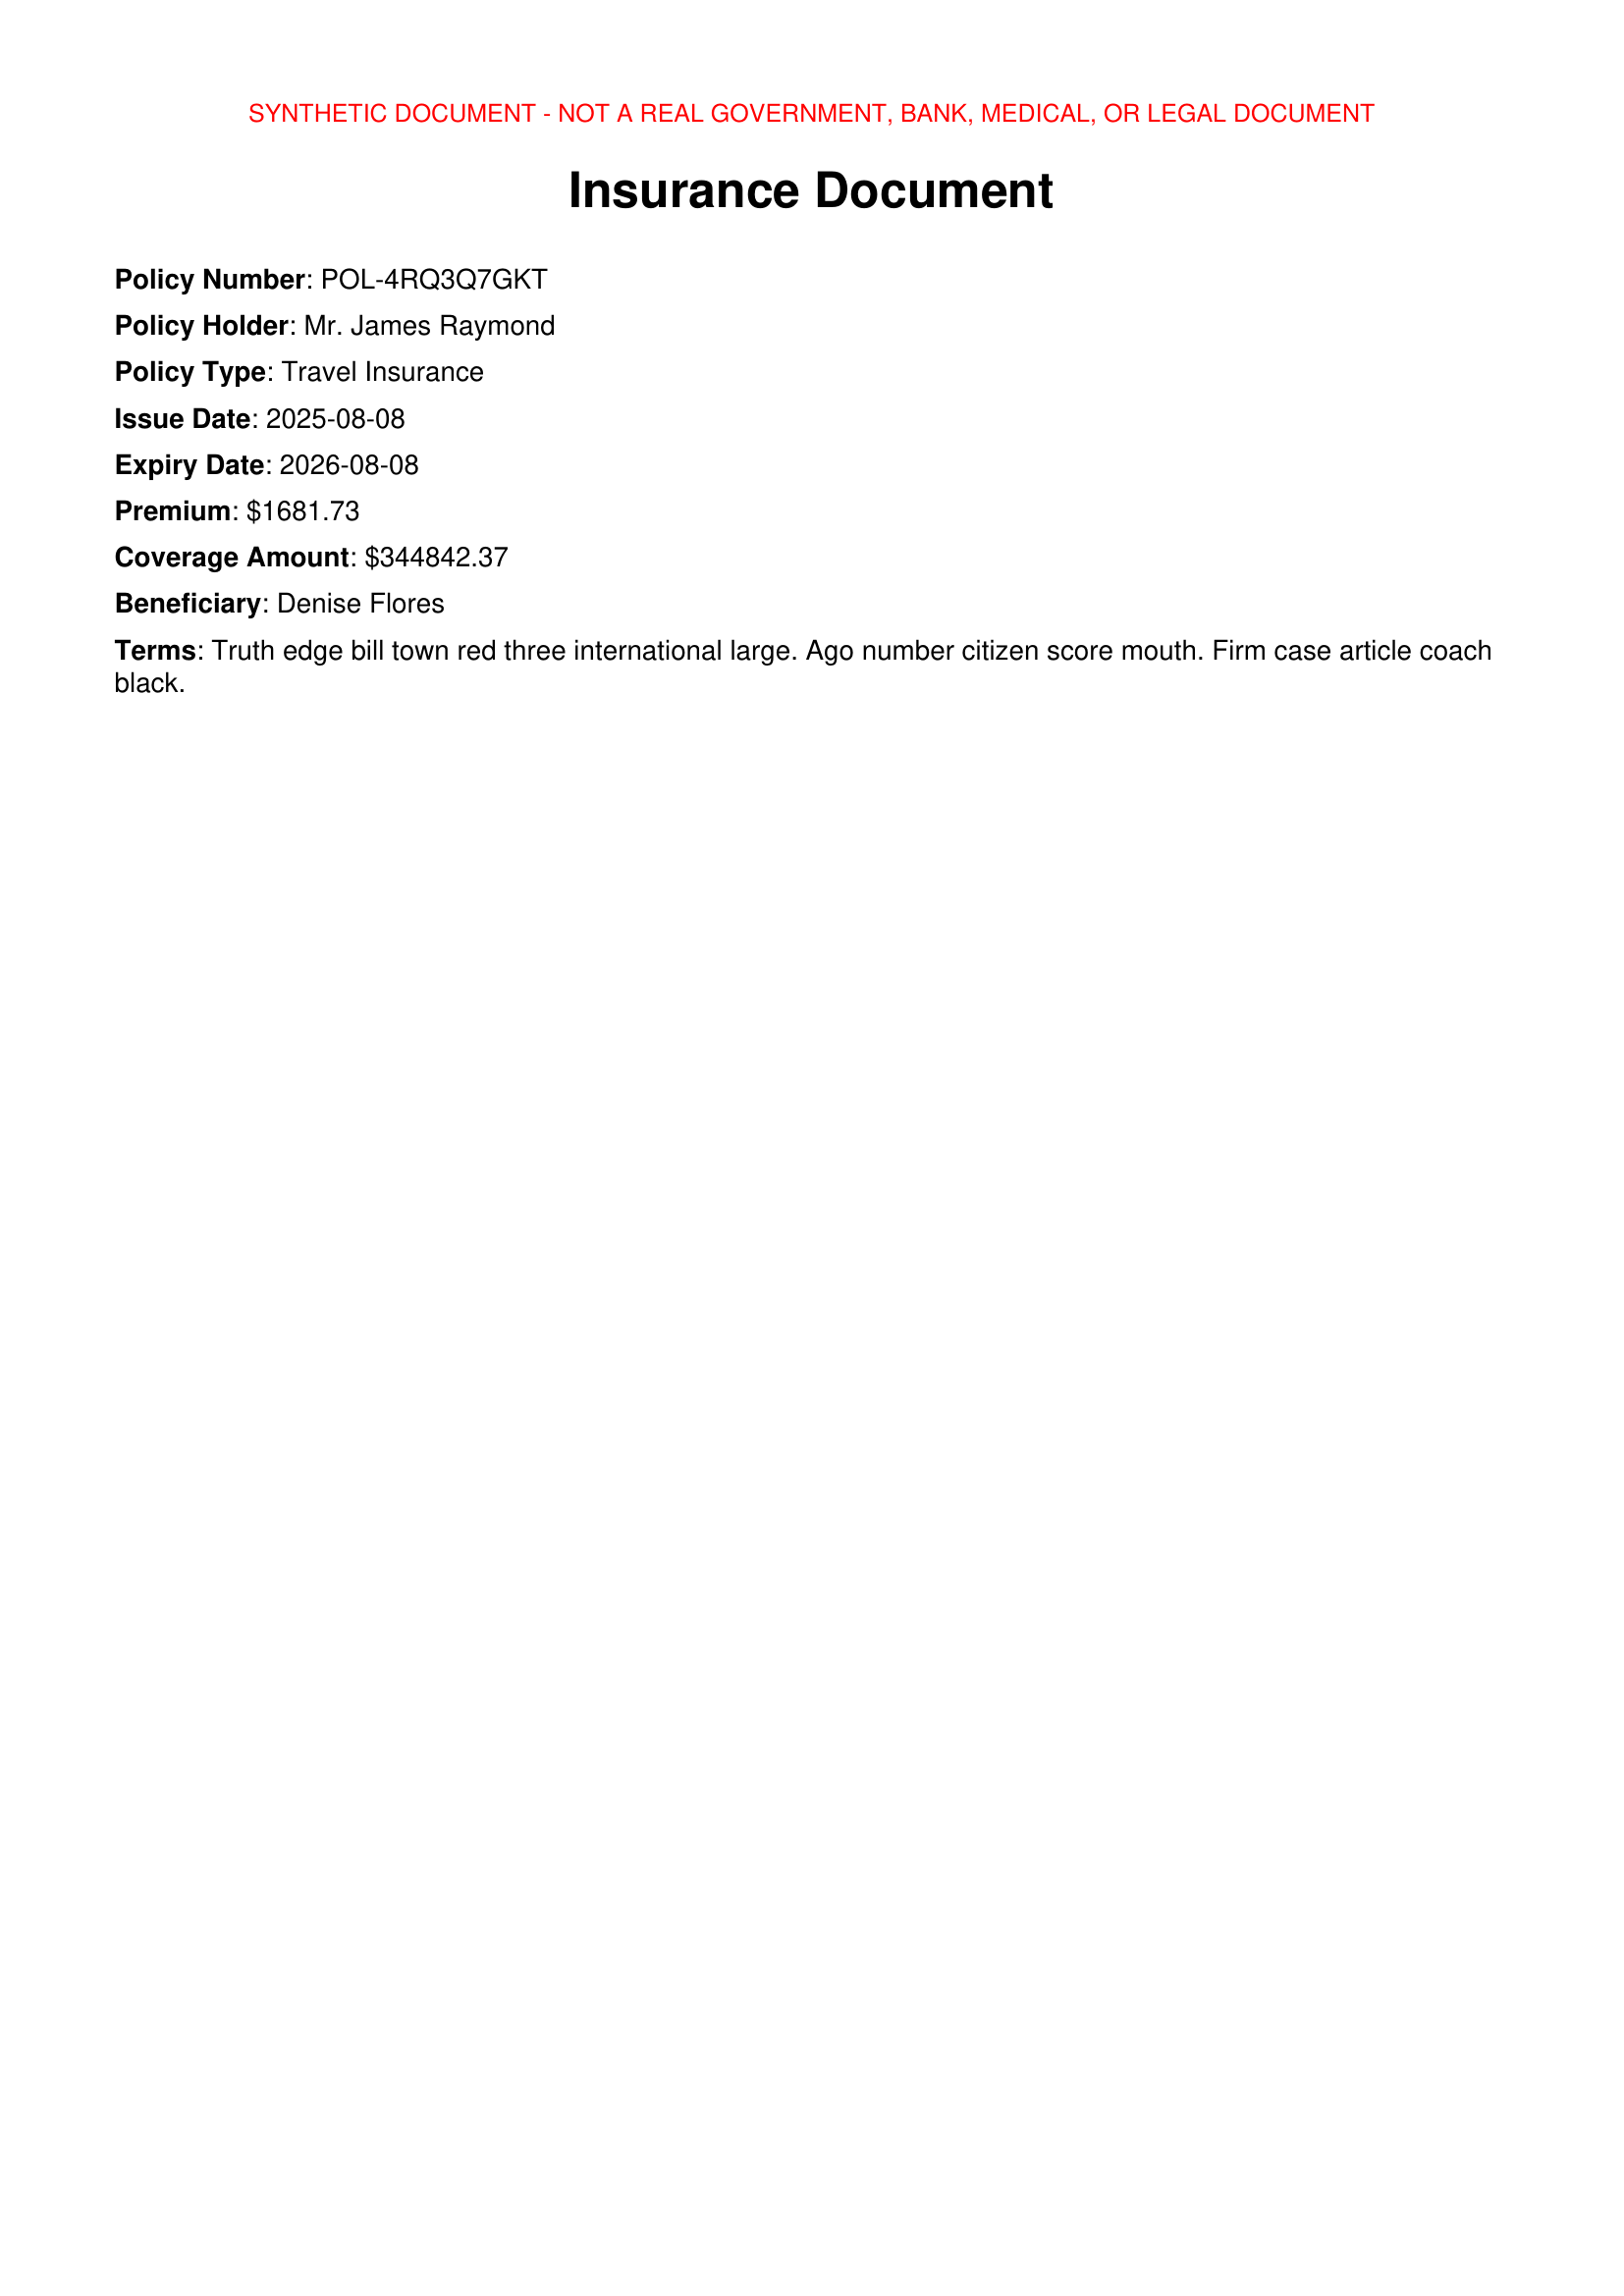 SYNTHETIC DOCUMENT - NOT A REAL GOVERNMENT, BANK, MEDICAL, OR LEGAL DOCUMENT
Insurance Document
Policy Number: POL-4RQ3Q7GKT
Policy Holder: Mr. James Raymond
Policy Type: Travel Insurance
Issue Date: 2025-08-08
Expiry Date: 2026-08-08
Premium: $1681.73
Coverage Amount: $344842.37
Beneficiary: Denise Flores
Terms: Truth edge bill town red three international large. Ago number citizen score mouth. Firm case article coach
black.